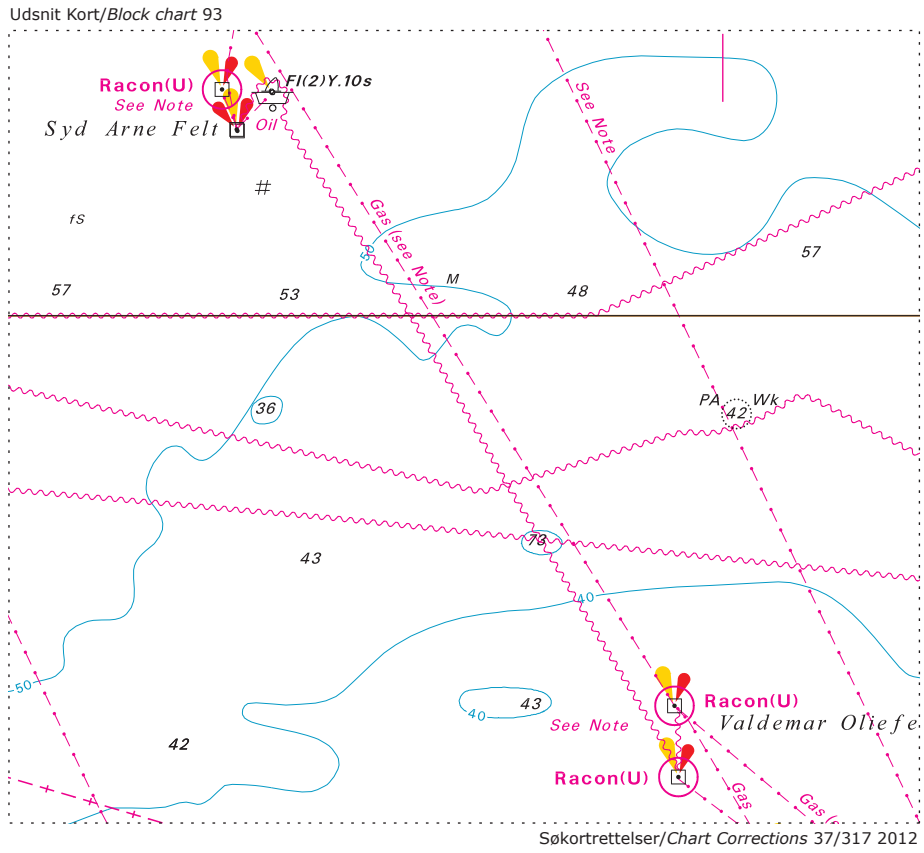 Udsnit Kort/Block chart 93
Fl(2)Y.10s
Racon(U)
See Note
See Note
Syd Arne Felt
Oil
#
fS
Gas (see Note)
50
57
M
57
53
48
36
PA
42
Wk
73
43
40
50
40
43
Racon(U)
See Note
Valdemar Oliefe
42
Racon(U)
Gas
Gas(s
Søkortrettelser/Chart Corrections 37/317 2012